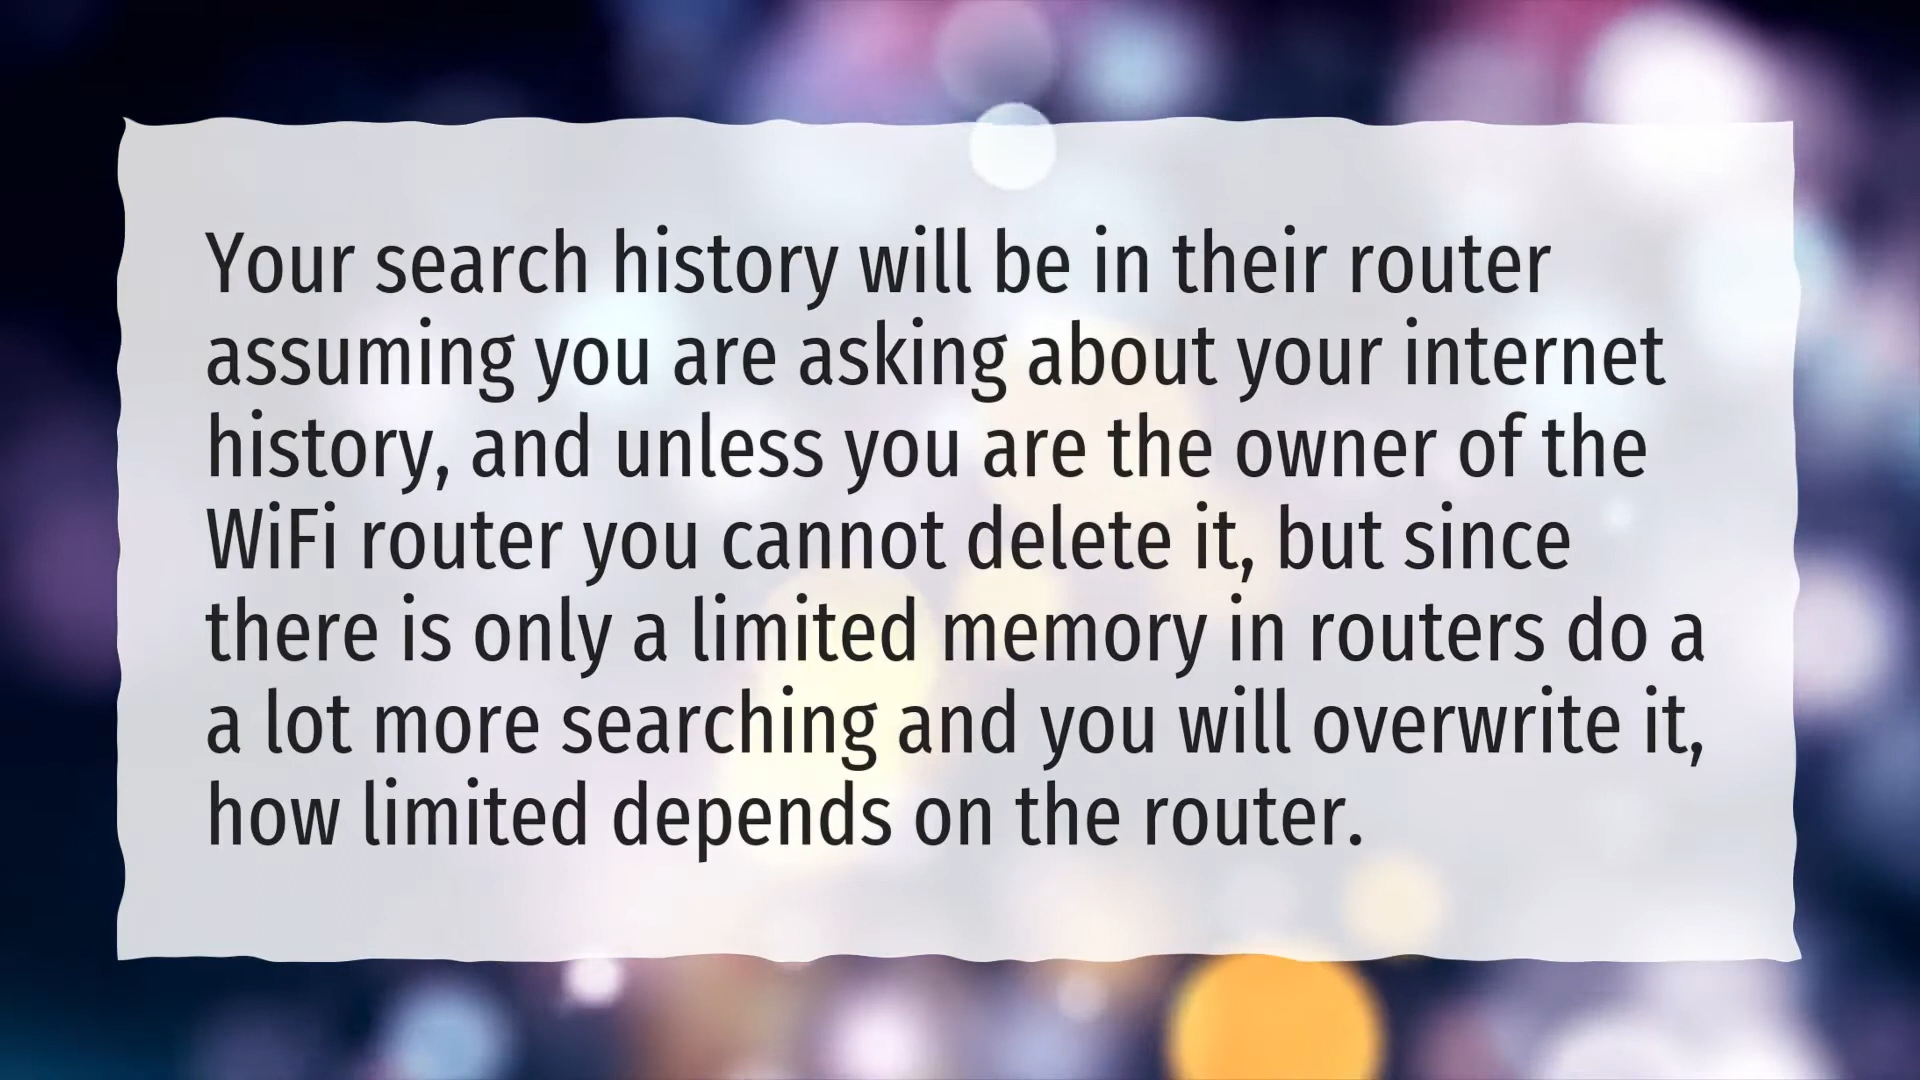 Your search history will be in their router
assuming you are asking about your internet
history, and unless you are the owner of the
WiFi router you cannot delete it, but since
there is only a limited memory in routers do a
a lot more searching and you will overwrite it,
how limited depends on the router.